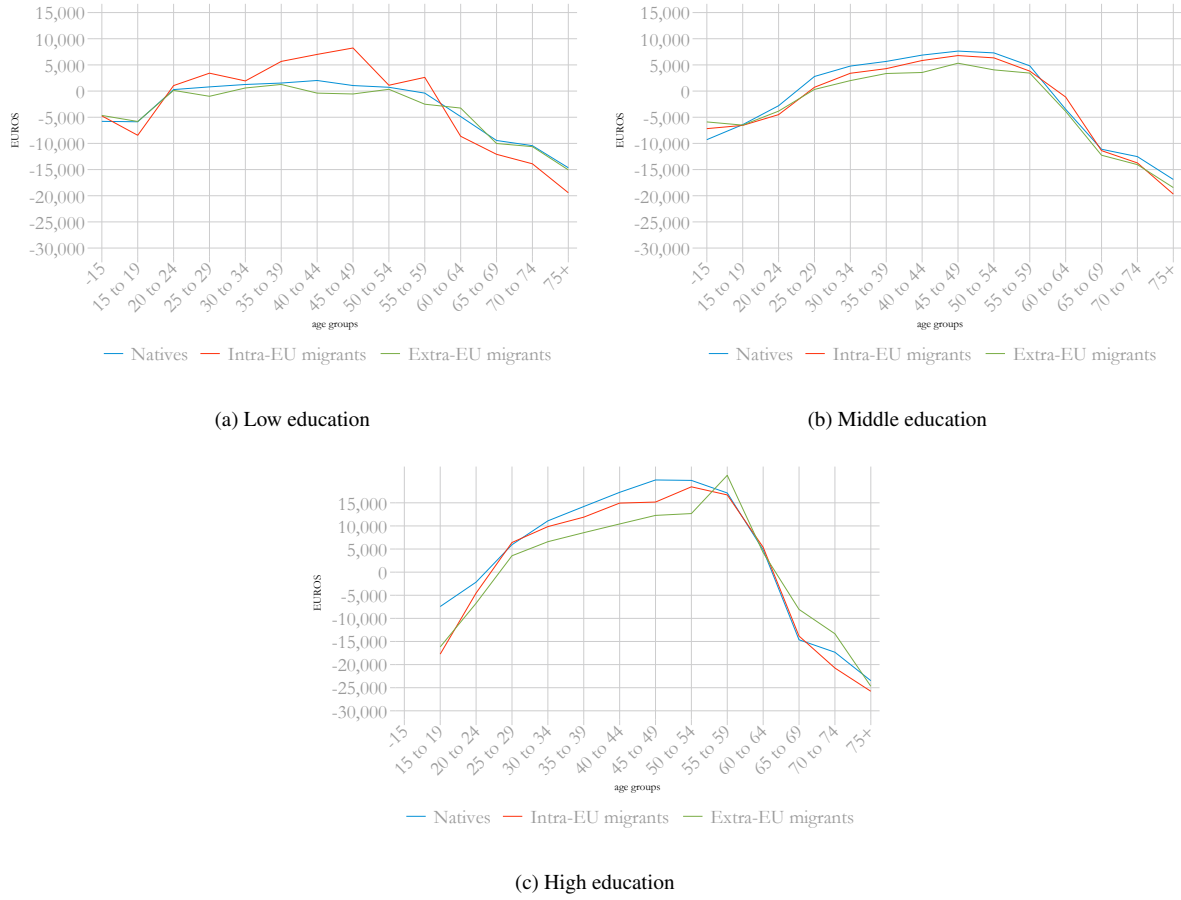 15,000
10,000
5,000
0
-5,000
-10,000
-15,000
-20,000
-25,000
-30,000
EUROS
-15
15 to 19
20 to 24
25 to 29
30 to 34
35 to 39
40 to 44
45 to 49
50 to 54
55 to 59
60 to 64
65 to 69
70 to 74
75+
age groups
Natives Intra-EU migrants Extra-EU migrants
(a) Low education
15,000
10,000
5,000
0
-5,000
-10,000
-15,000
-20,000
-25,000
-30,000
EUROS
-15
15 to 19
20 to 24
25 to 29
30 to 34
35 to 39
40 to 44
45 to 49
50 to 54
55 to 59
60 to 64
65 to 69
70 to 74
75+
age groups
Natives Intra-EU migrants Extra-EU migrants
(b) Middle education
15,000
10,000
5,000
0
-5,000
-10,000
-15,000
-20,000
-25,000
-30,000
EUROS
-15
15 to 19
20 to 24
25 to 29
30 to 34
35 to 39
40 to 44
45 to 49
50 to 54
55 to 59
60 to 64
65 to 69
70 to 74
75+
age groups
Natives Intra-EU migrants Extra-EU migrants
(c) High education